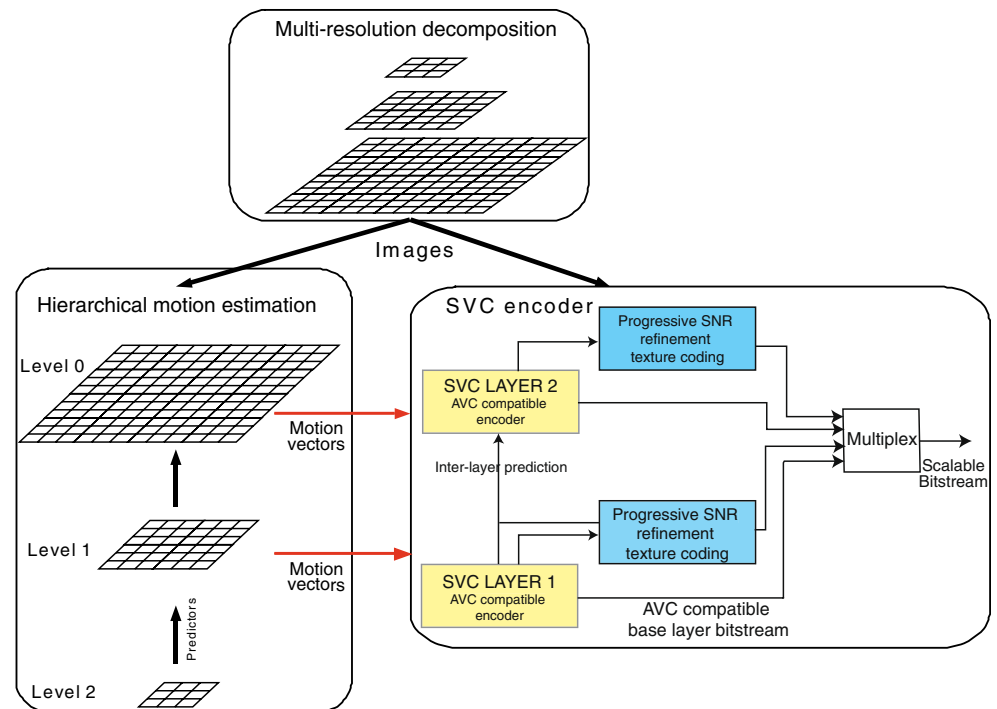 Multi-resolution decomposition
Images
Hierarchical motion estimation
Level 0
Level 1
Predictors
Level 2
Motion
vectors
Motion
vectors
SVC encoder
Progressive SNR
refinement
texture coding
SVC LAYER 2
AVC compatible
encoder
Inter-layer prediction
Progressive SNR
refinement
texture coding
SVC LAYER 1
AVC compatible
encoder
AVC compatible
base layer bitstream
Multiplex
Scalable
Bitstream